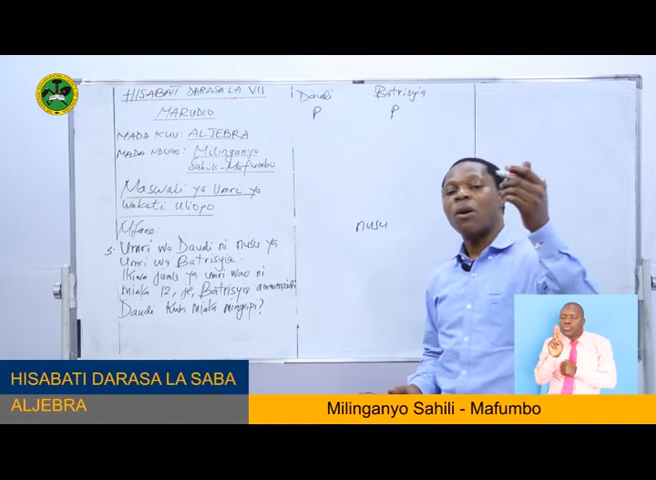 HISABATI DARASA LA VII
MARUDIO
MADA KUU: ALJEBRA
MADA NDOGO: Milinganyo
Sahili - Mafumbo
Maswali ya Umri ya
Wakati Uliopo
Mfano:
S. Umri wa Daudi ni nusu ya
Umri wa Batrisyia.
Ikiwa jumla ya umri wao ni
miaka 12, je, Batrisyia amemzidi
Daudi kwa miaka mingapi?
Daudi Batrisyia
P P
nusu
HISABATI DARASA LA SABA
ALJEBRA
Milinganyo Sahili - Mafumbo